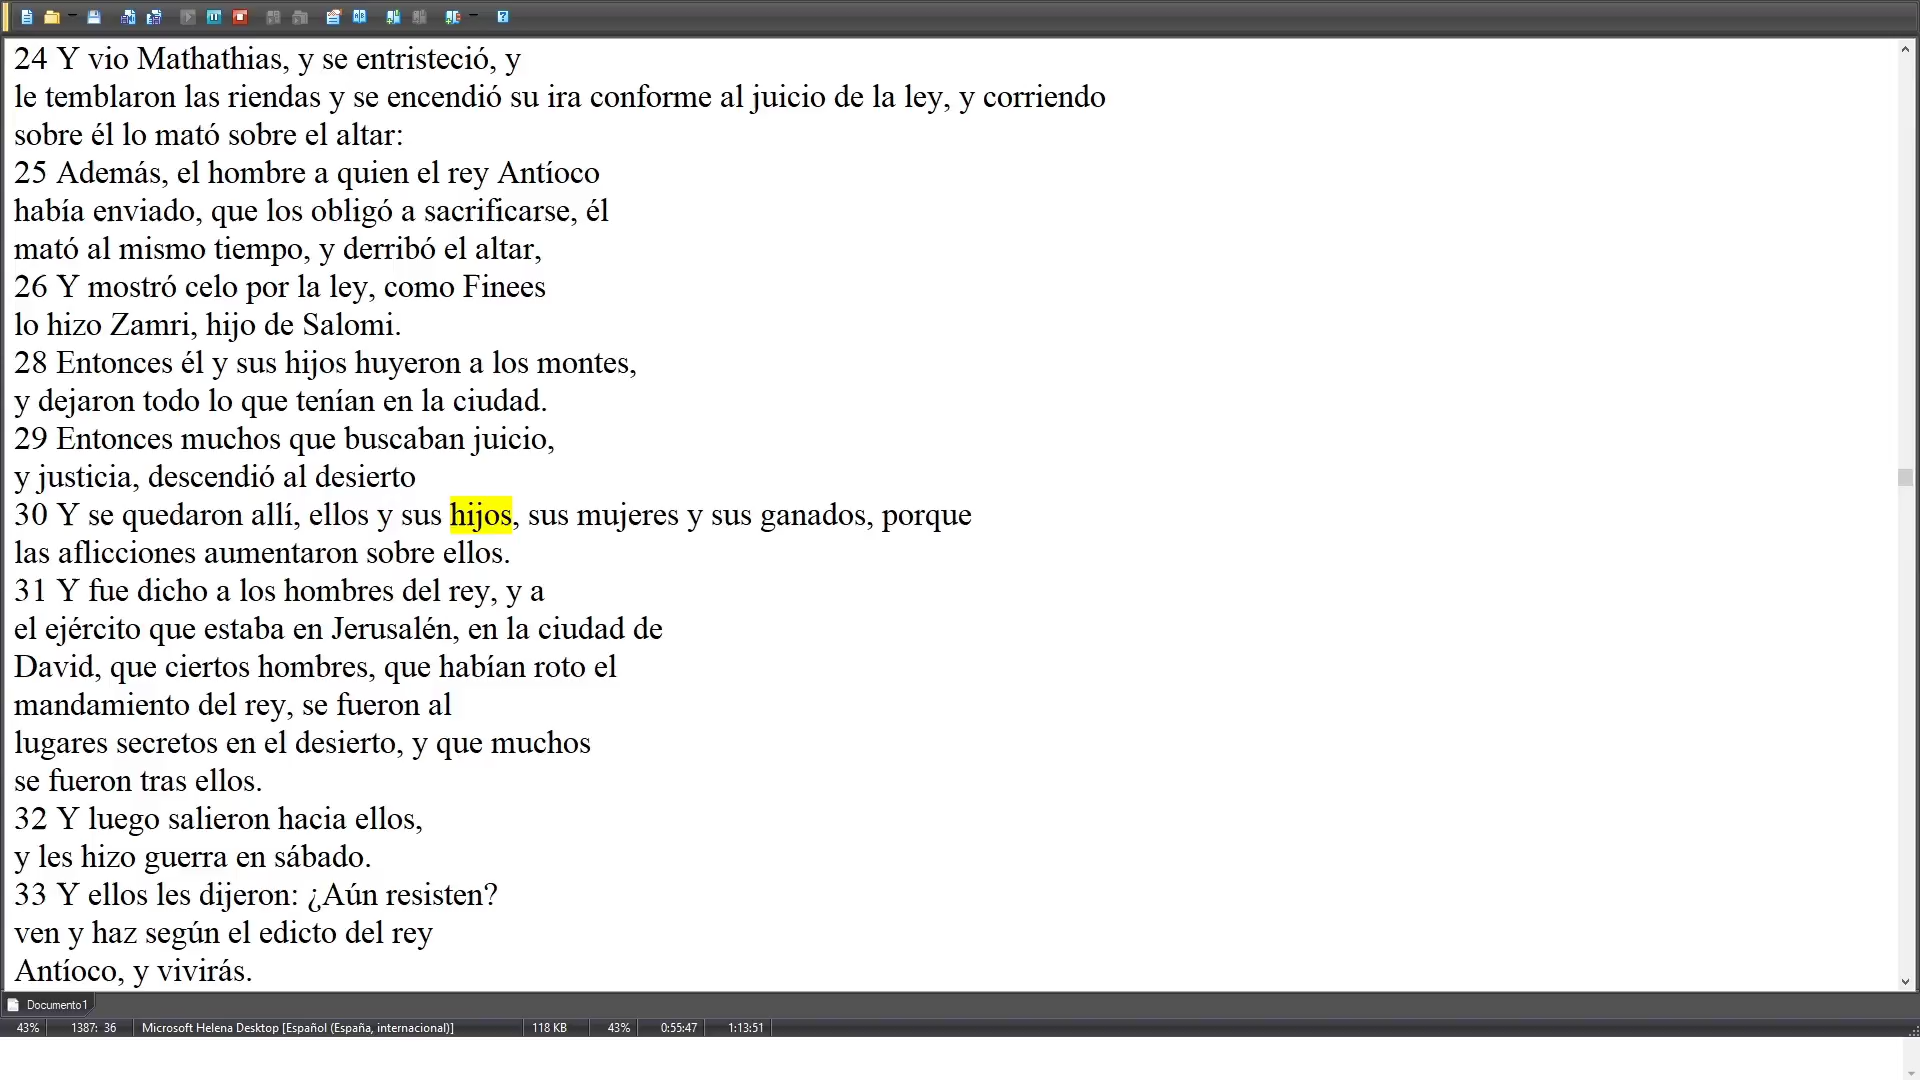 24 Y vio Mathathias, y se entristeció, y
le temblaron las riendas y se encendió su ira conforme al juicio de la ley, y corriendo
sobre él lo mató sobre el altar:
25 Además, el hombre a quien el rey Antíoco
había enviado, que los obligó a sacrificarse, él
mató al mismo tiempo, y derribó el altar,
26 Y mostró celo por la ley, como Finees
lo hizo Zamri, hijo de Salomi.
28 Entonces él y sus hijos huyeron a los montes,
y dejaron todo lo que tenían en la ciudad.
29 Entonces muchos que buscaban juicio,
y justicia, descendió al desierto
30 Y se quedaron allí, ellos y sus hijos, sus mujeres y sus ganados, porque
las aflicciones aumentaron sobre ellos.
31 Y fue dicho a los hombres del rey, y a
el ejército que estaba en Jerusalén, en la ciudad de
David, que ciertos hombres, que habían roto el
mandamiento del rey, se fueron al
lugares secretos en el desierto, y que muchos
se fueron tras ellos.
32 Y luego salieron hacia ellos,
y les hizo guerra en sábado.
33 Y ellos les dijeron: ¿Aún resisten?
ven y haz según el edicto del rey
Antíoco, y vivirás.
Documento1
43% 1387: 36 Microsoft Helena Desktop [Español (España, internacional)] 118 KB 43% 0:55:47 1:13:51